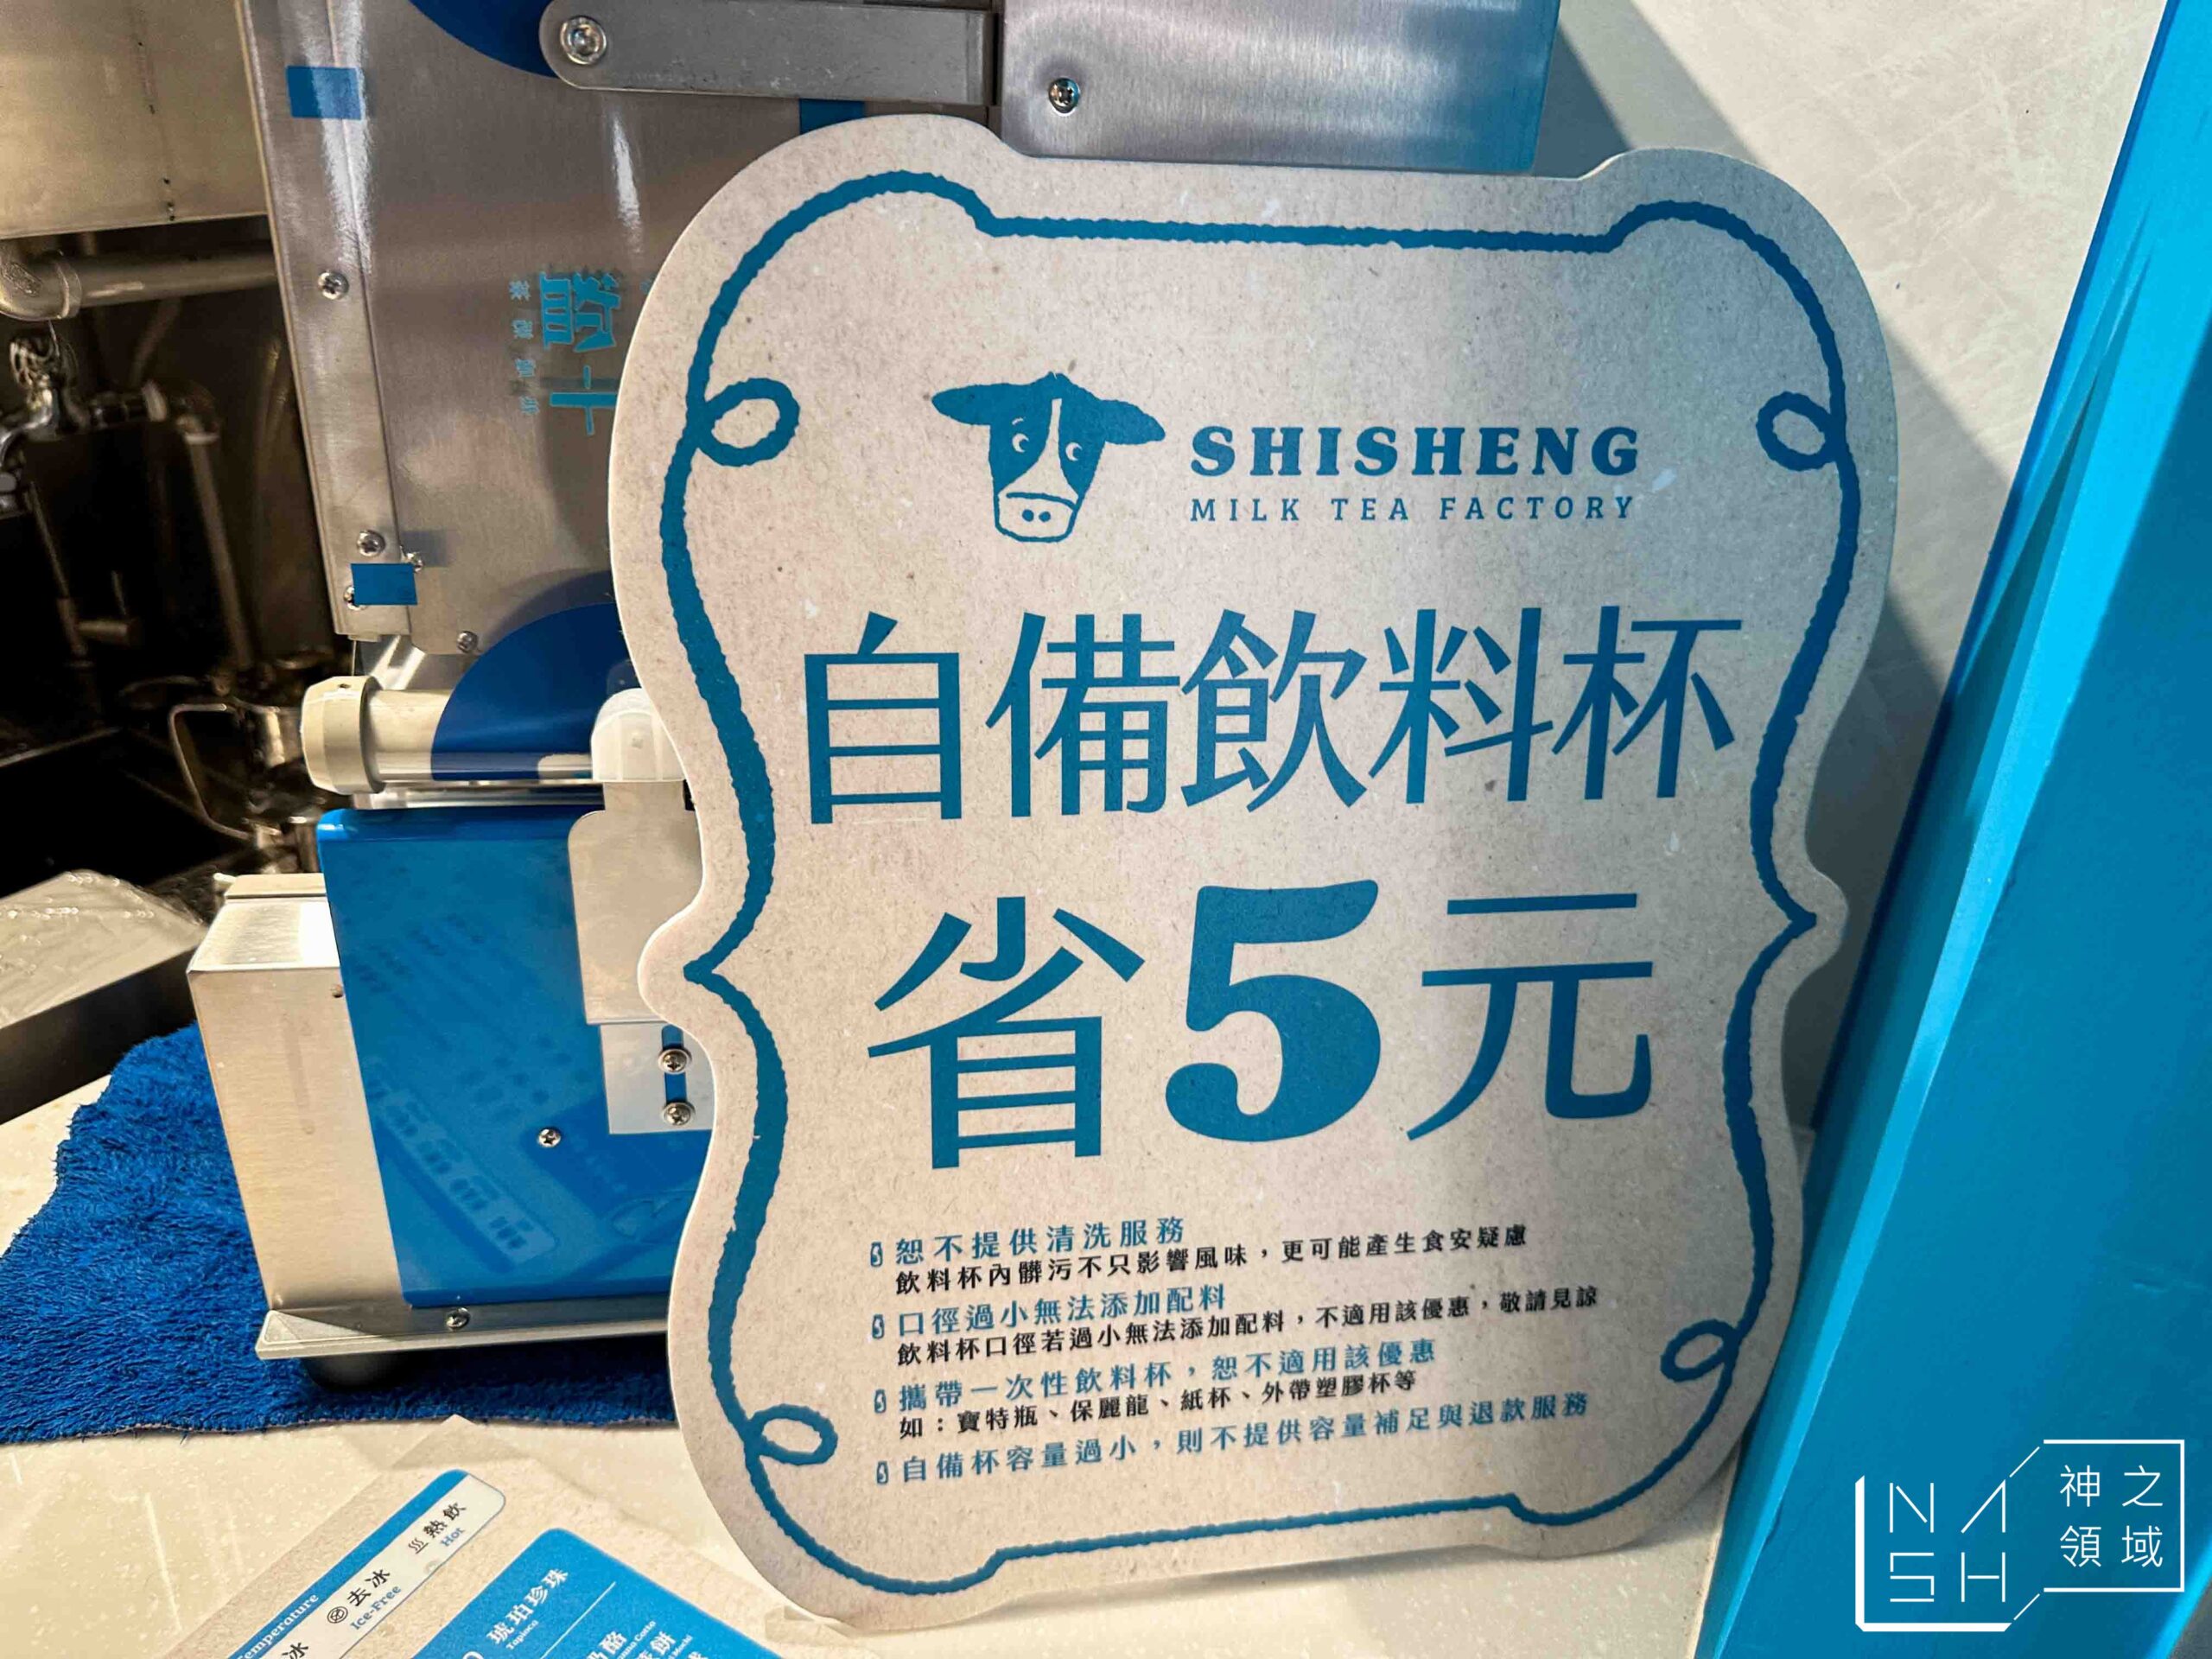 SHISHENG
MILK TEA FACTORY
自備飲料杯
省5元
恕不提供清洗服務
飲料杯內髒污不只影響風味，更可能產生食安疑慮
口徑過小無法添加配料
飲料杯口徑若過小無法添加配料，不適用該優惠，敬請見諒
攜帶一次性飲料杯，恕不適用該優惠
如：寶特瓶、保麗龍、紙杯、外帶塑膠杯等
自備杯容量過小，則不提供容量補足與退款服務
Temperature
冰
去冰
Ice-Free
熱飲
Hot
琥珀珍珠
Tapioca
奶酪
NASH
神之
領域